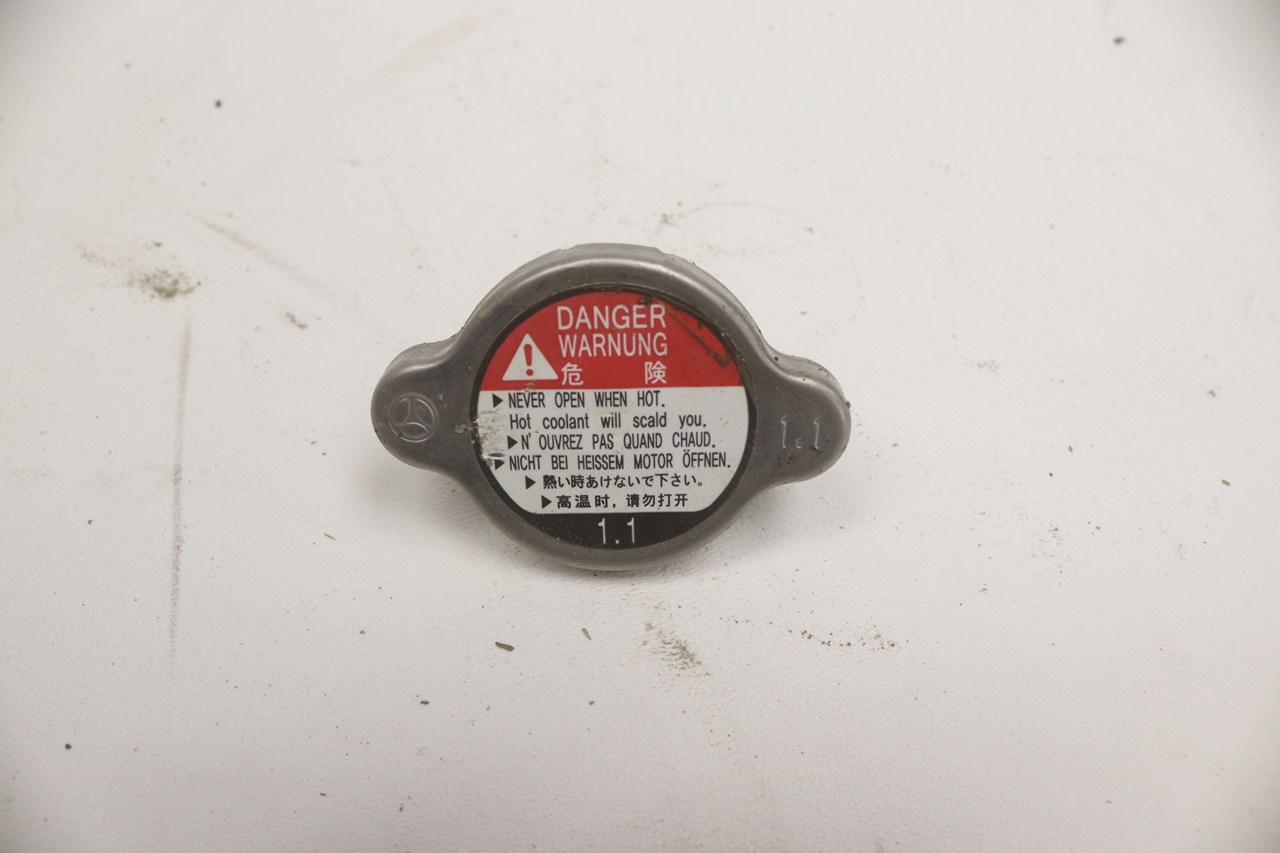 DANGER
WARNUNG
危 険
▶NEVER OPEN WHEN HOT.
Hot coolant will scald you.
▶N' OUVREZ PAS QUAND CHAUD.
▶NICHT BEI HEISSEM MOTOR ÖFFNEN.
▶熱い時あけないで下さい。
▶高温时，请勿打开
1.1
1.1